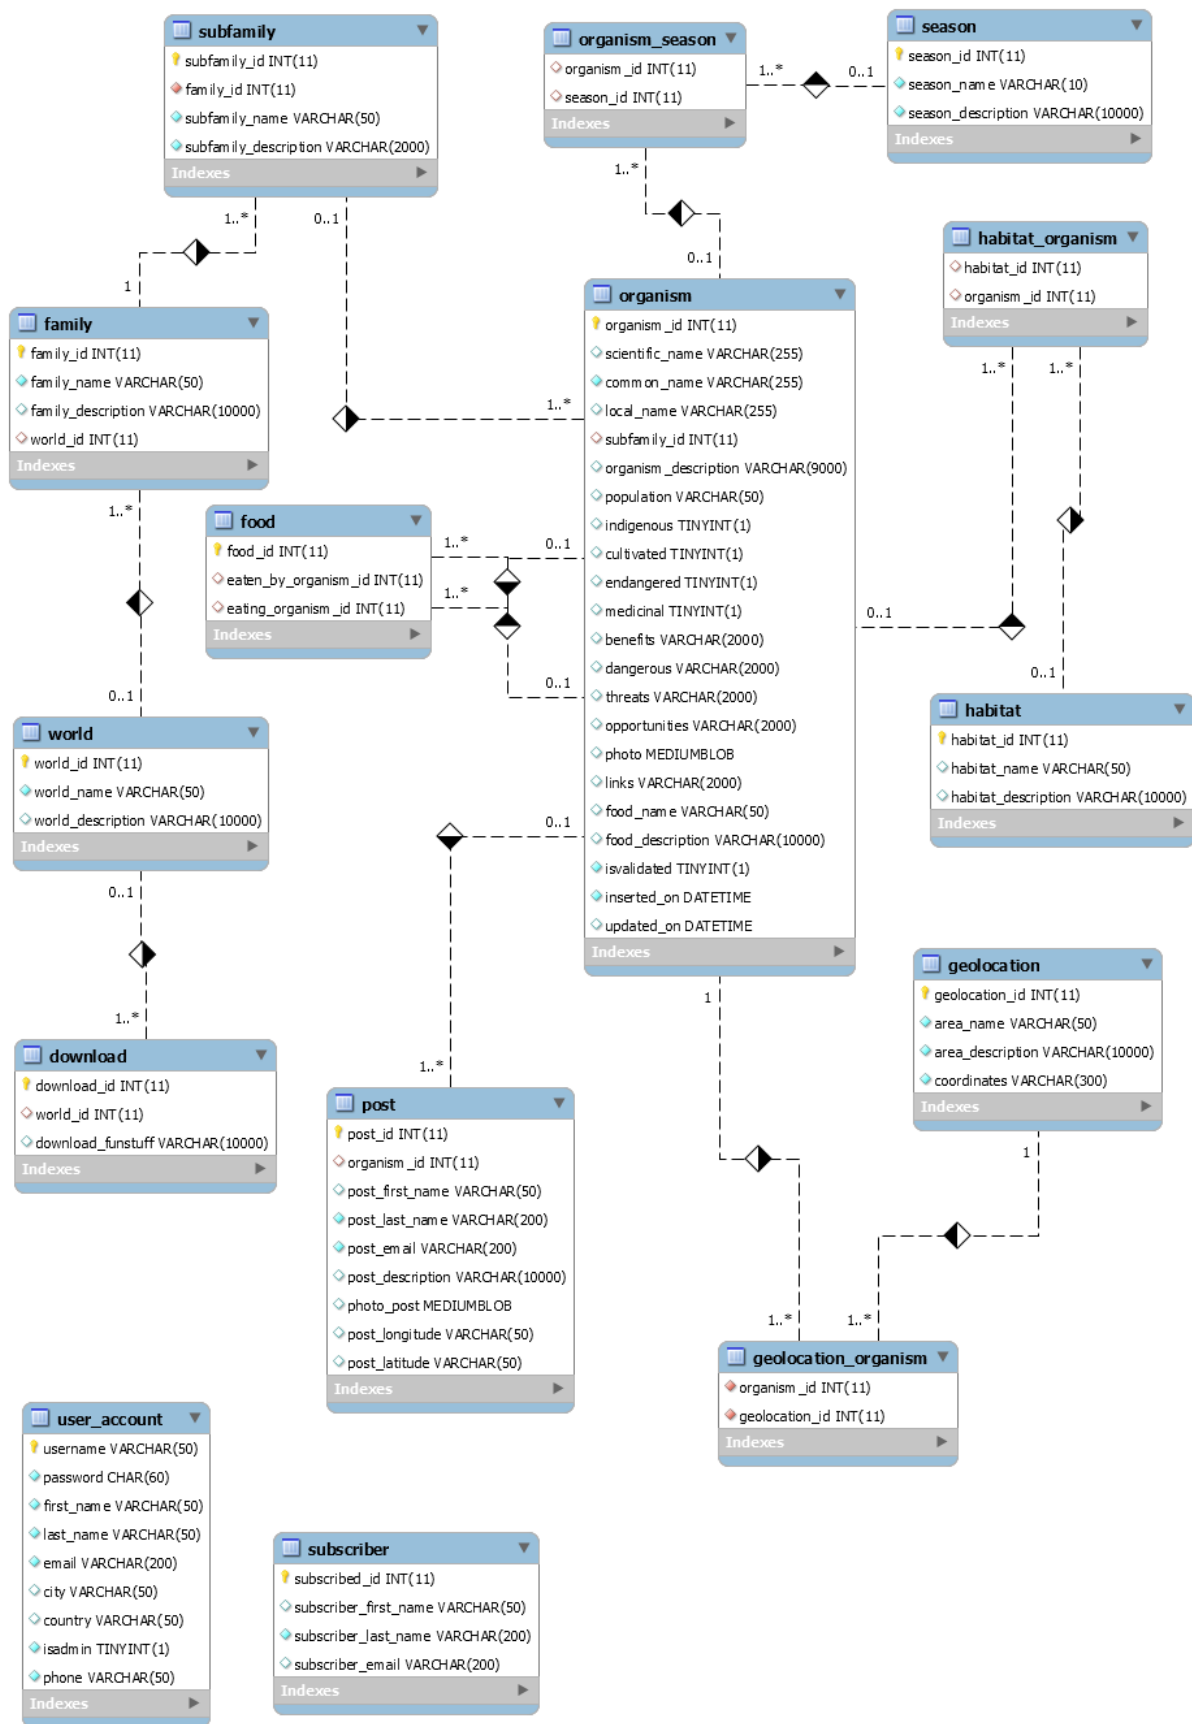 subfamily
subfamily_id INT(11)
family_id INT(11)
subfamily_name VARCHAR(50)
subfamily_description VARCHAR(2000)
Indexes
organism_season
organism_id INT(11)
season_id INT(11)
Indexes
1..*
0..1
season
season_id INT(11)
season_name VARCHAR(10)
season_description VARCHAR(10000)
Indexes
1..*
0..1
1..*
0..1
1
habitat_organism
habitat_id INT(11)
organism_id INT(11)
Indexes
1..*
1..*
family
family_id INT(11)
family_name VARCHAR(50)
family_description VARCHAR(10000)
world_id INT(11)
Indexes
1..*
0..1
organism
organism_id INT(11)
scientific_name VARCHAR(255)
common_name VARCHAR(255)
local_name VARCHAR(255)
subfamily_id INT(11)
organism_description VARCHAR(9000)
population VARCHAR(50)
indigenous TINYINT(1)
cultivated TINYINT(1)
endangered TINYINT(1)
medicinal TINYINT(1)
benefits VARCHAR(2000)
dangerous VARCHAR(2000)
threats VARCHAR(2000)
opportunities VARCHAR(2000)
photo MEDIUMBLOB
links VARCHAR(2000)
food_name VARCHAR(50)
food_description VARCHAR(10000)
isvalidated TINYINT(1)
inserted_on DATETIME
updated_on DATETIME
Indexes
1..*
food
food_id INT(11)
eaten_by_organism_id INT(11)
eating_organism_id INT(11)
Indexes
1..*
0..1
1..*
0..1
0..1
0..1
habitat
habitat_id INT(11)
habitat_name VARCHAR(50)
habitat_description VARCHAR(10000)
Indexes
world
world_id INT(11)
world_name VARCHAR(50)
world_description VARCHAR(10000)
Indexes
0..1
1..*
0..1
1..*
download
download_id INT(11)
world_id INT(11)
download_funstuff VARCHAR(10000)
Indexes
post
post_id INT(11)
organism_id INT(11)
post_first_name VARCHAR(50)
post_last_name VARCHAR(200)
post_email VARCHAR(200)
post_description VARCHAR(10000)
photo_post MEDIUMBLOB
post_longitude VARCHAR(50)
post_latitude VARCHAR(50)
Indexes
1
geolocation
geolocation_id INT(11)
area_name VARCHAR(50)
area_description VARCHAR(10000)
coordinates VARCHAR(300)
Indexes
1
1..*
1..*
geolocation_organism
organism_id INT(11)
geolocation_id INT(11)
Indexes
user_account
username VARCHAR(50)
password CHAR(60)
first_name VARCHAR(50)
last_name VARCHAR(50)
email VARCHAR(200)
city VARCHAR(50)
country VARCHAR(50)
isadmin TINYINT(1)
phone VARCHAR(50)
Indexes
subscriber
subscribed_id INT(11)
subscriber_first_name VARCHAR(50)
subscriber_last_name VARCHAR(200)
subscriber_email VARCHAR(200)
Indexes